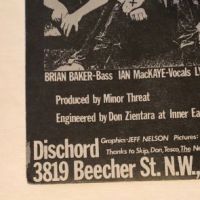 BRIAN BAKER-Bass IAN MacKAYE-Vocals
Produced by Minor Threat
Engineered by Don Zientara at Inner
Graphics-JEFF NELSON Pictures:
Thanks to Skip, Dan, Tesco, The
Dischord
3819 Beecher St. N.W.,